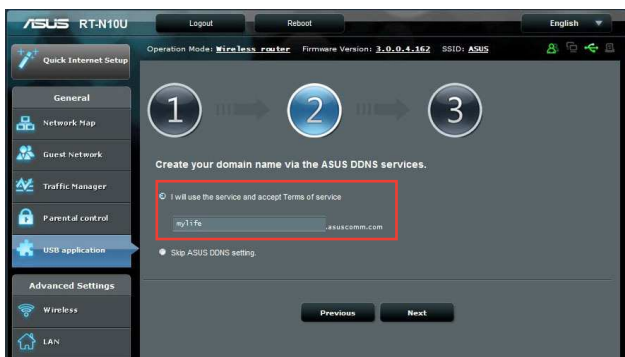 ASUS RT-N10U Logout Reboot English
Quick Internet Setup
Operation Mode: Wireless router Firmware Version: 3.0.0.4.162 SSID: ASUS
General
Network Map
Guest Network
Traffic Manager
Parental control
USB application
Advanced Settings
Wireless
LAN
1 2 3
Create your domain name via the ASUS DDNS services.
I will use the service and accept Terms of service
mylife .asuscomm.com
Skip ASUS DDNS setting.
Previous Next